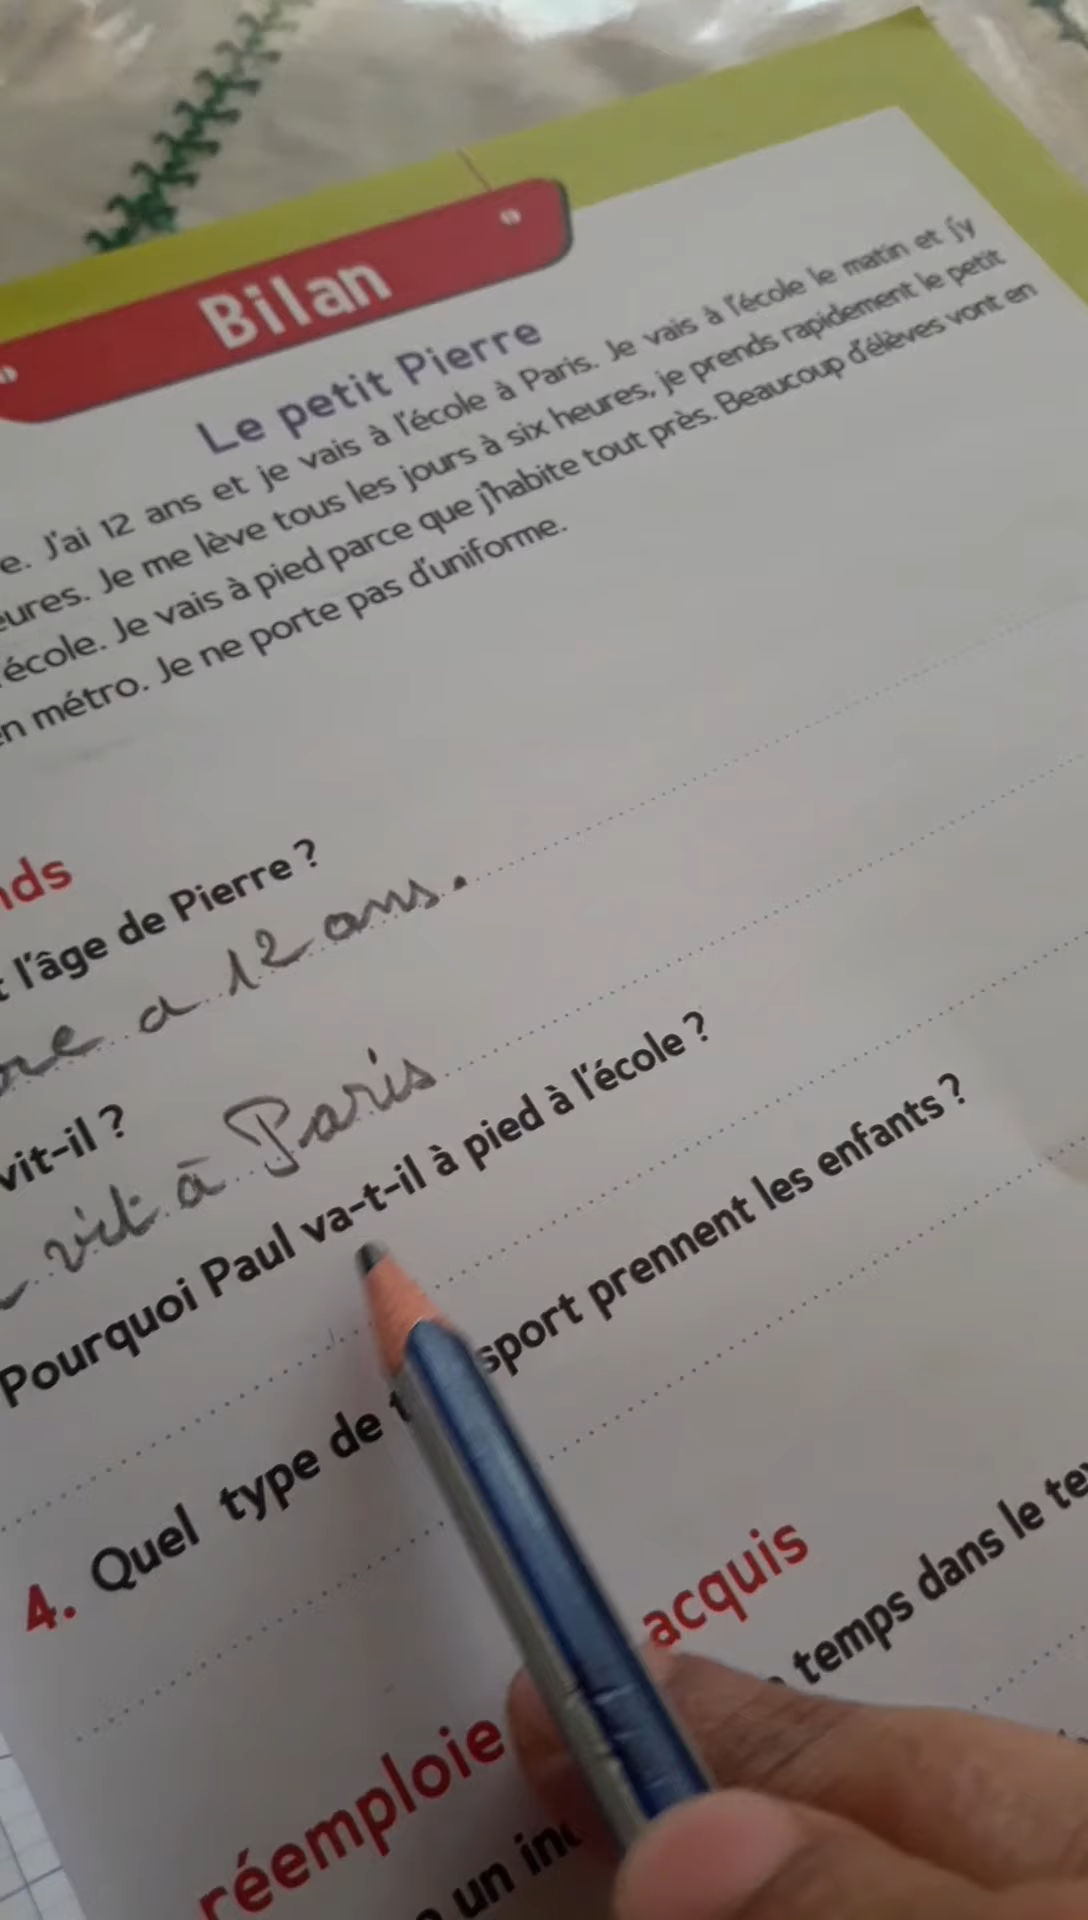 Bilan
Le petit Pierre
e. J'ai 12 ans et je vais à l'école à Paris. Je vais à l'école le matin et j'y
eures. Je me lève tous les jours à six heures, je prends rapidement le petit
école. Je vais à pied parce que j'habite tout près. Beaucoup d'élèves vont en
en métro. Je ne porte pas d'uniforme.
nds
l'âge de Pierre ?
re a 12 ans.
vit-il ?
vit à Paris
Pourquoi Paul va-t-il à pied à l'école ?
4. Quel type de t sport prennent les enfants ?
réemploie acquis
temps dans le te
un in